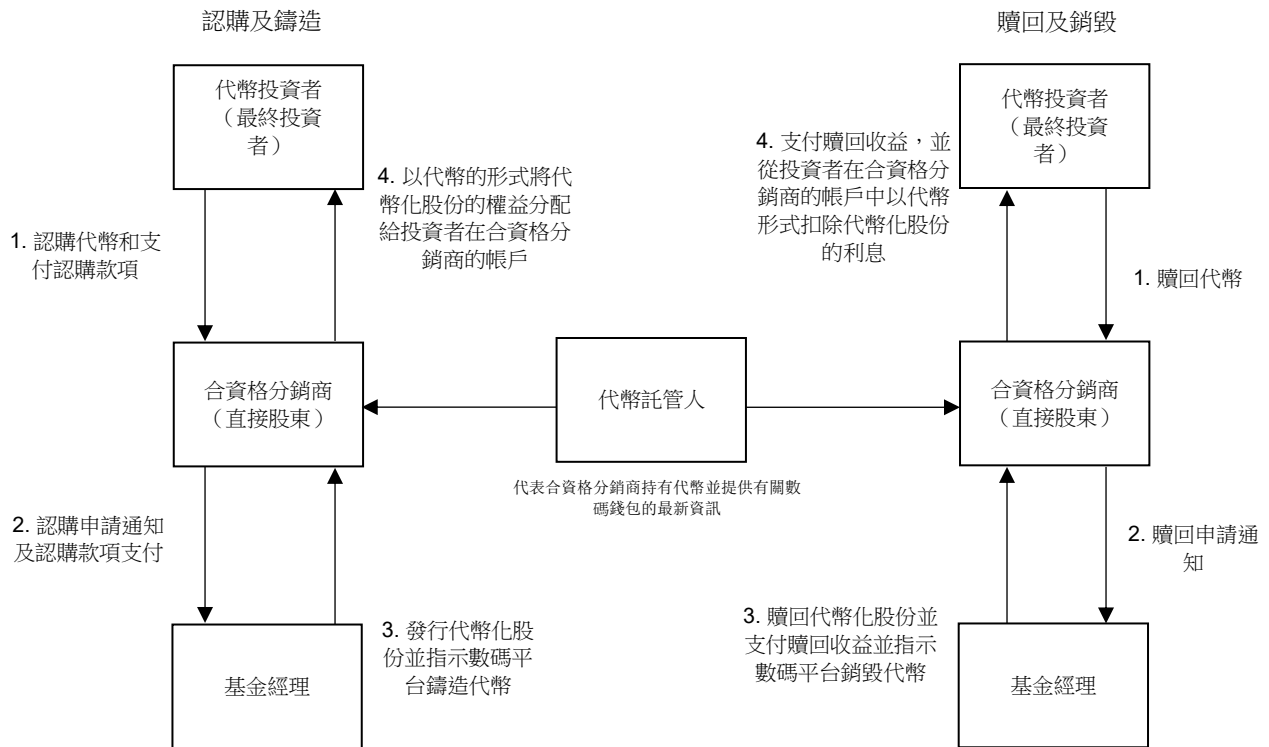 認購及鑄造
代幣投資者
（最終投資
者）
1. 認購代幣和支
付認購款項
4. 以代幣的形式將代
幣化股份的權益分配
給投資者在合資格分
銷商的帳戶
合資格分銷商
（直接股東）
2. 認購申請通知
及認購款項支付
3. 發行代幣化股
份並指示數碼平
台鑄造代幣
基金經理
代幣託管人
代表合資格分銷商持有代幣並提供有關數
碼錢包的最新資訊
贖回及銷毀
代幣投資者
（最終投資
者）
4. 支付贖回收益，並
從投資者在合資格分
銷商的帳戶中以代幣
形式扣除代幣化股份
的利息
1. 贖回代幣
合資格分銷商
（直接股東）
2. 贖回申請通
知
3. 贖回代幣化股份並
支付贖回收益並指示
數碼平台銷毀代幣
基金經理